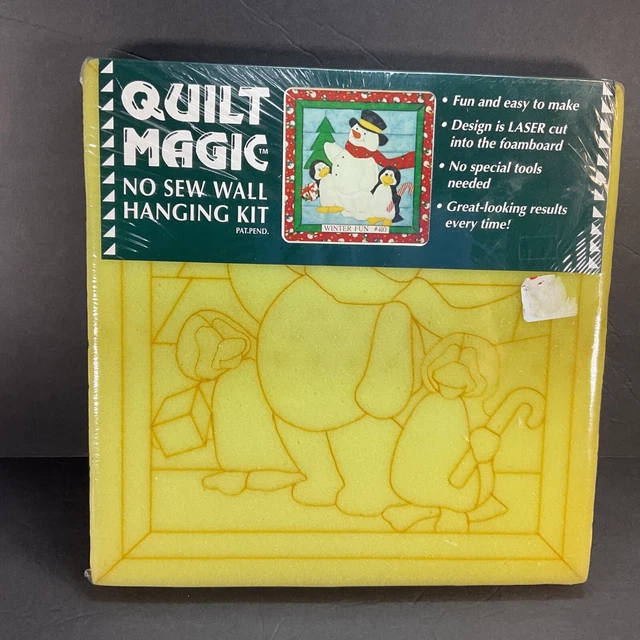 QUILT
MAGIC™
NO SEW WALL
HANGING KIT
PAT.PEND.
WINTER FUN #410
• Fun and easy to make
• Design is LASER cut
into the foamboard
• No special tools
needed
• Great-looking results
every time!